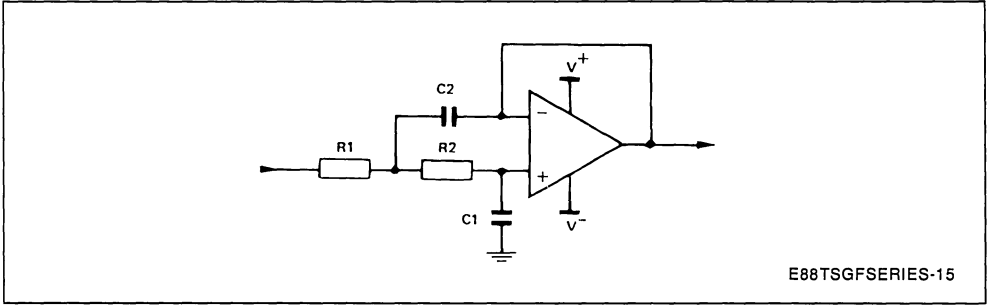 V+
C2
−
R1
R2
+
C1
V−
E88TSGFSERIES-15